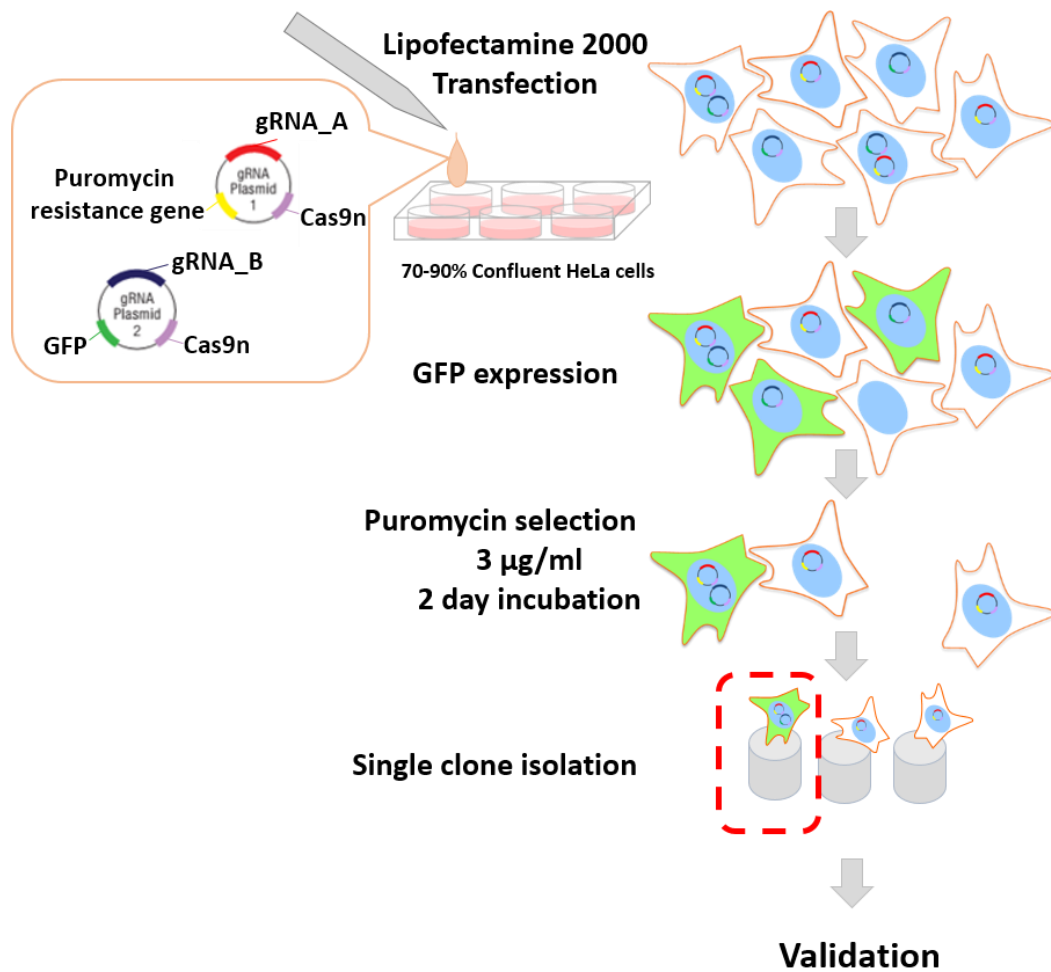 Lipofectamine 2000
Transfection
gRNA_A
gRNA
Plasmid
1
Puromycin
resistance gene
Cas9n
gRNA_B
gRNA
Plasmid
2
GFP
Cas9n
70-90% Confluent HeLa cells
GFP expression
Puromycin selection
3 µg/ml
2 day incubation
Single clone isolation
Validation